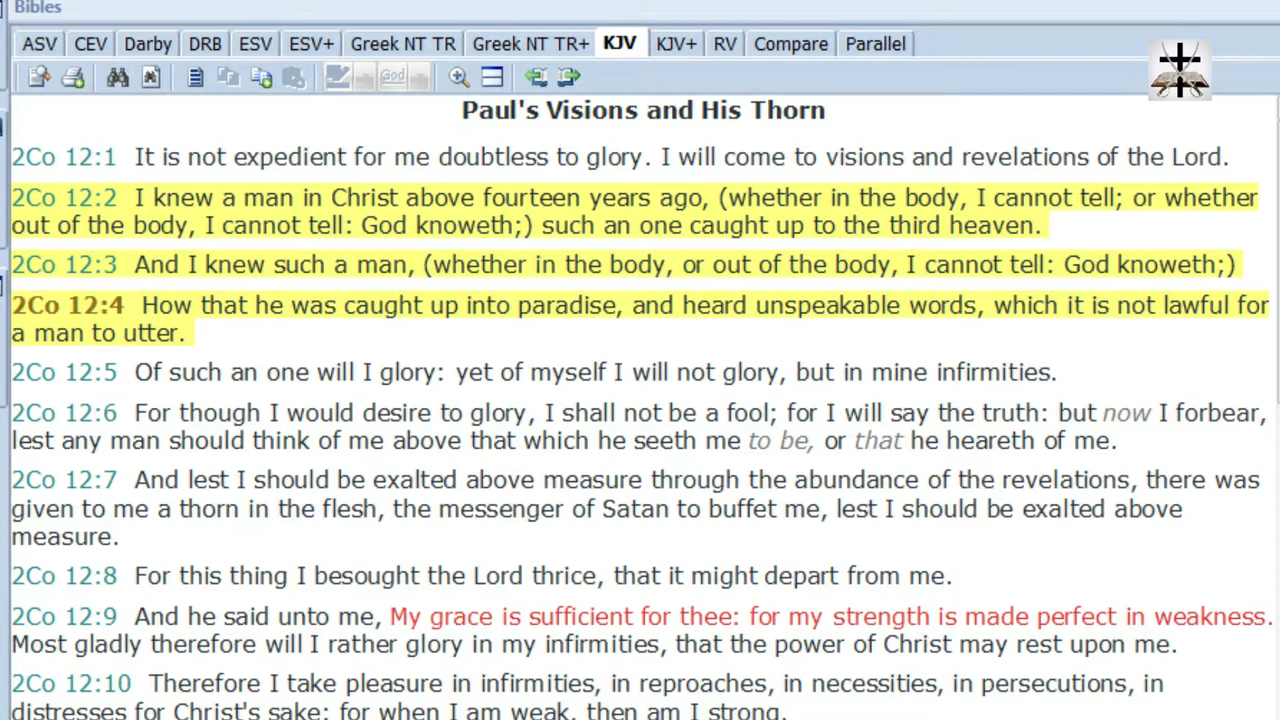 Bibles
ASV CEV Darby DRB ESV ESV+ Greek NT TR Greek NT TR+ KJV KJV+ RV Compare Parallel
God
Paul's Visions and His Thorn
2Co 12:1 It is not expedient for me doubtless to glory. I will come to visions and revelations of the Lord.
2Co 12:2 I knew a man in Christ above fourteen years ago, (whether in the body, I cannot tell; or whether
out of the body, I cannot tell: God knoweth;) such an one caught up to the third heaven.
2Co 12:3 And I knew such a man, (whether in the body, or out of the body, I cannot tell: God knoweth;)
2Co 12:4 How that he was caught up into paradise, and heard unspeakable words, which it is not lawful for
a man to utter.
2Co 12:5 Of such an one will I glory: yet of myself I will not glory, but in mine infirmities.
2Co 12:6 For though I would desire to glory, I shall not be a fool; for I will say the truth: but now I forbear,
lest any man should think of me above that which he seeth me to be, or that he heareth of me.
2Co 12:7 And lest I should be exalted above measure through the abundance of the revelations, there was
given to me a thorn in the flesh, the messenger of Satan to buffet me, lest I should be exalted above
measure.
2Co 12:8 For this thing I besought the Lord thrice, that it might depart from me.
2Co 12:9 And he said unto me, My grace is sufficient for thee: for my strength is made perfect in weakness.
Most gladly therefore will I rather glory in my infirmities, that the power of Christ may rest upon me.
2Co 12:10 Therefore I take pleasure in infirmities, in reproaches, in necessities, in persecutions, in
distresses for Christ's sake: for when I am weak, then am I strong.